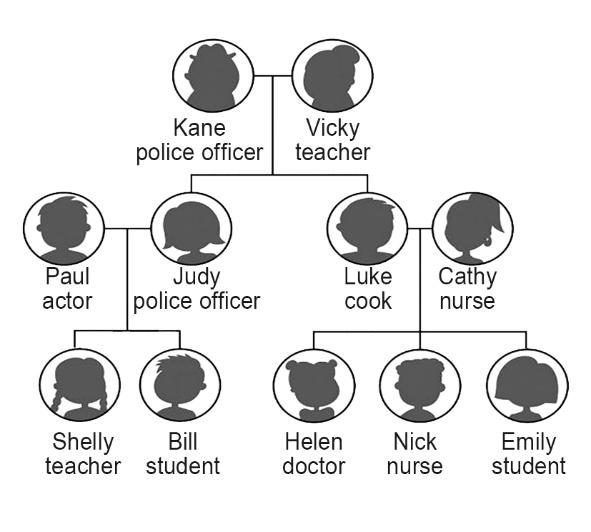 Kane
police officer
Vicky
teacher
Paul
actor
Judy
police officer
Luke
cook
Cathy
nurse
Shelly
teacher
Bill
student
Helen
doctor
Nick
nurse
Emily
student